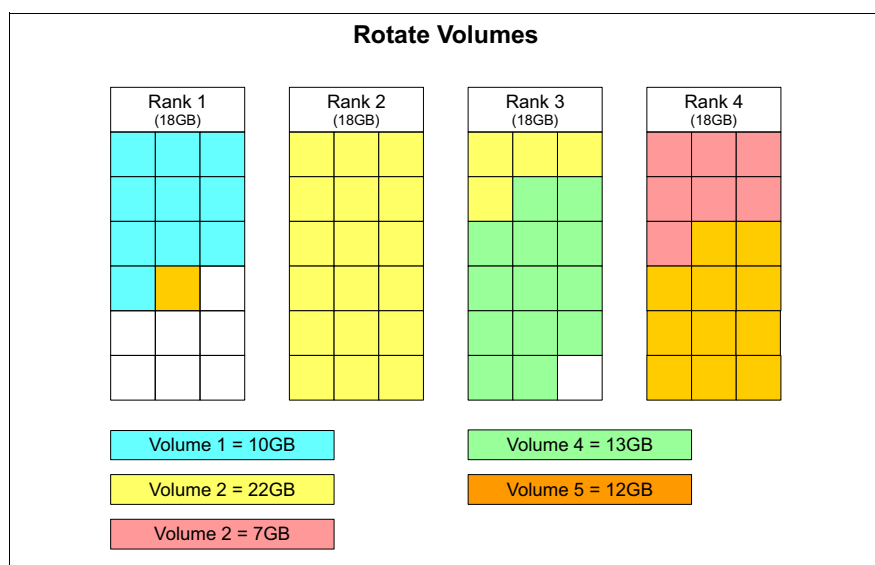 Rotate Volumes
Rank 1
(18GB)
Rank 2
(18GB)
Rank 3
(18GB)
Rank 4
(18GB)
Volume 1 = 10GB
Volume 4 = 13GB
Volume 2 = 22GB
Volume 5 = 12GB
Volume 2 = 7GB